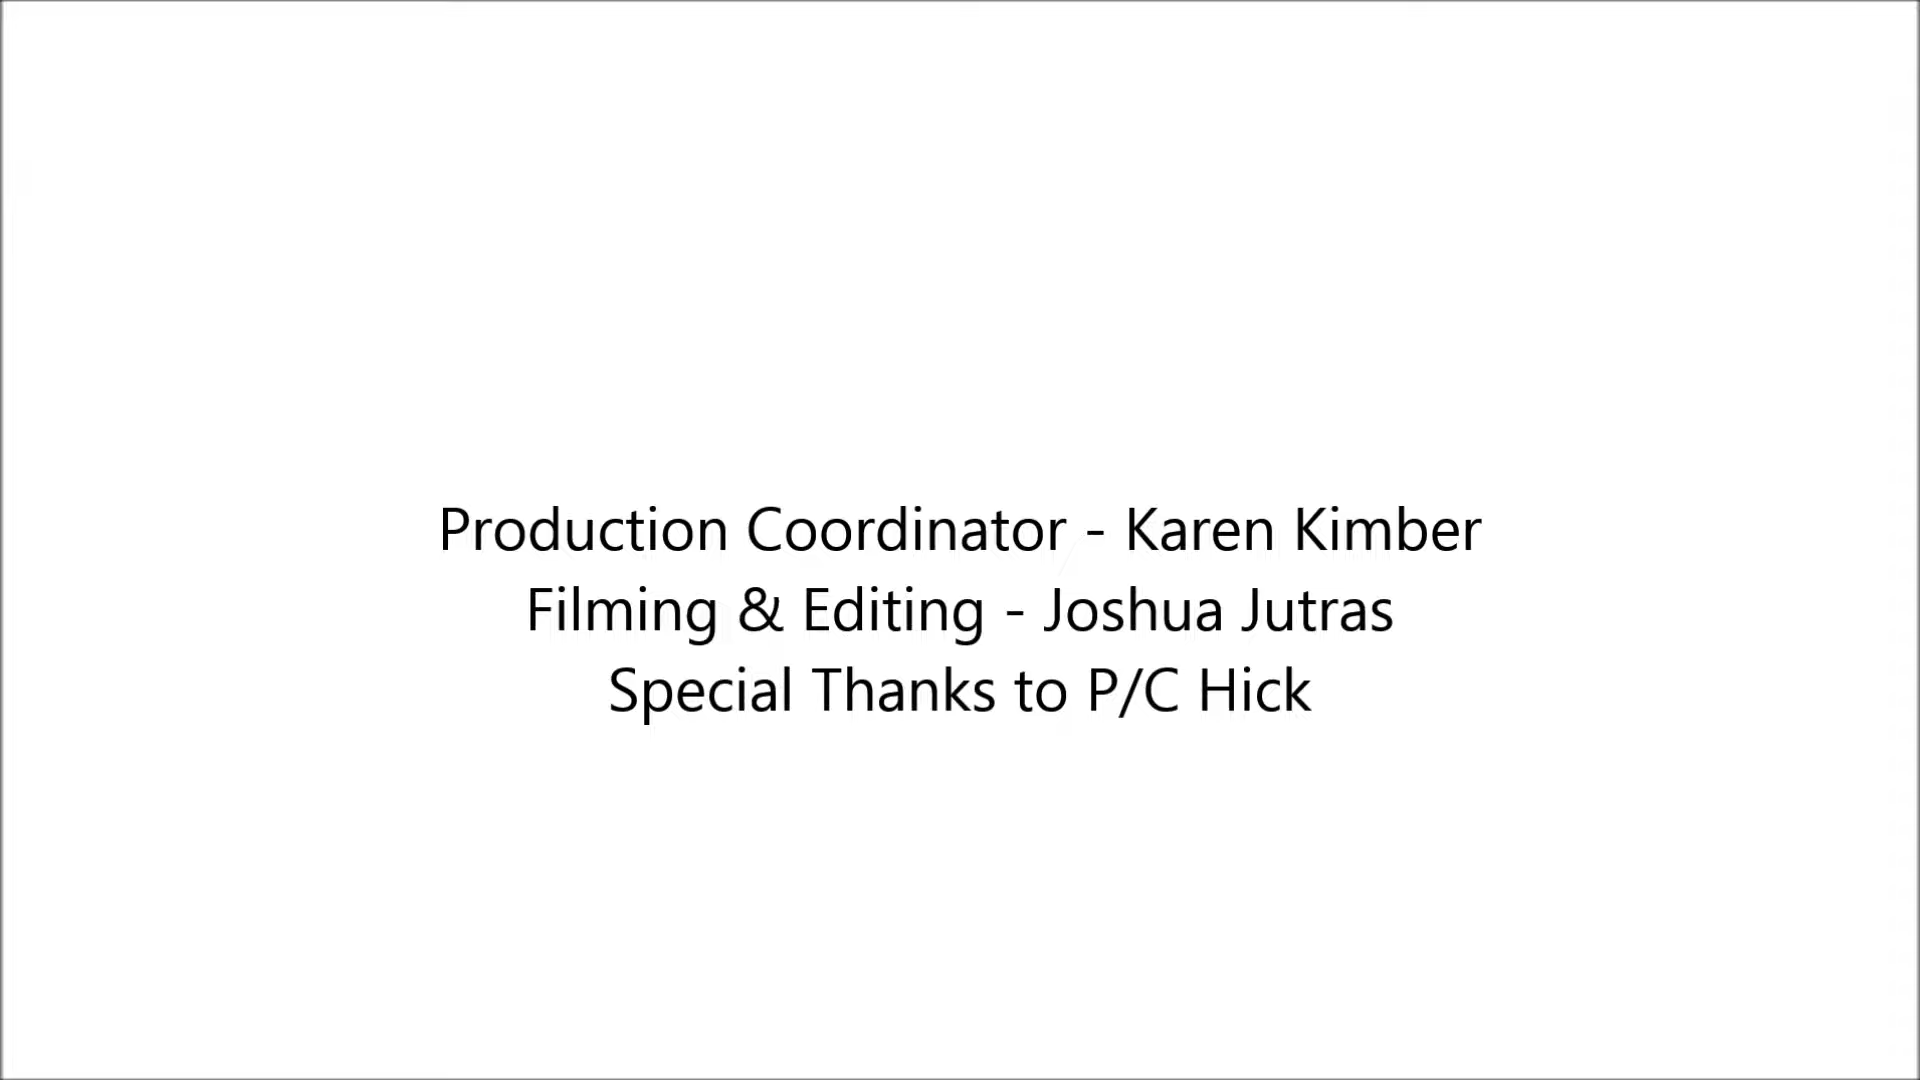 Production Coordinator - Karen Kimber
Filming & Editing - Joshua Jutras
Special Thanks to P/C Hick